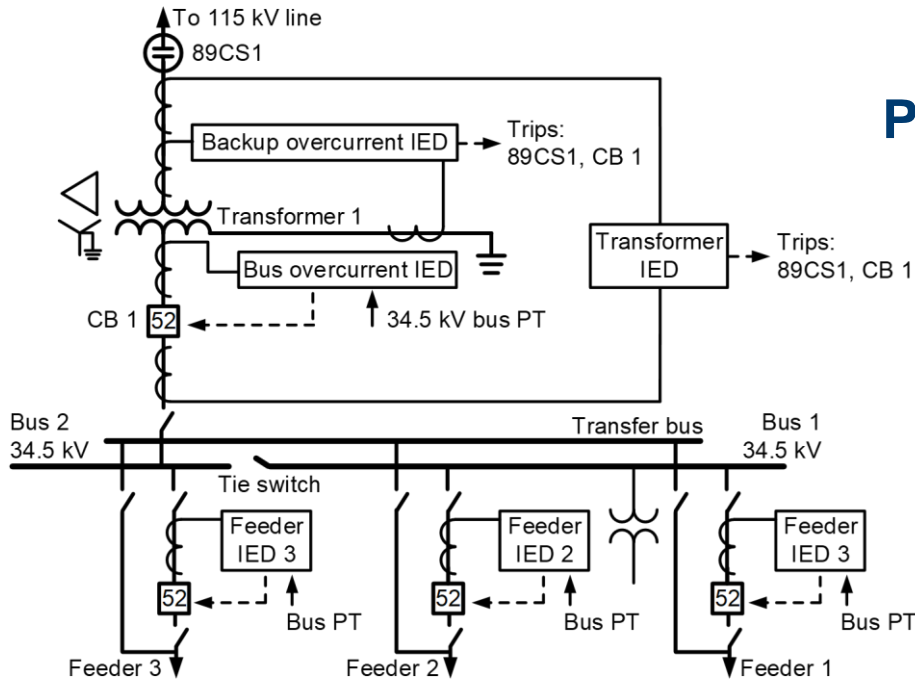 To 115 kV line
89CS1
P
Backup overcurrent IED
Trips:
89CS1, CB 1
Transformer 1
Transformer
IED
Trips:
89CS1, CB 1
Bus overcurrent IED
CB 1
52
34.5 kV bus PT
Bus 2
34.5 kV
Transfer bus
Bus 1
34.5 kV
Tie switch
Feeder
IED 3
Feeder
IED 2
Feeder
IED 3
52
52
52
Bus PT
Bus PT
Bus PT
Feeder 3
Feeder 2
Feeder 1